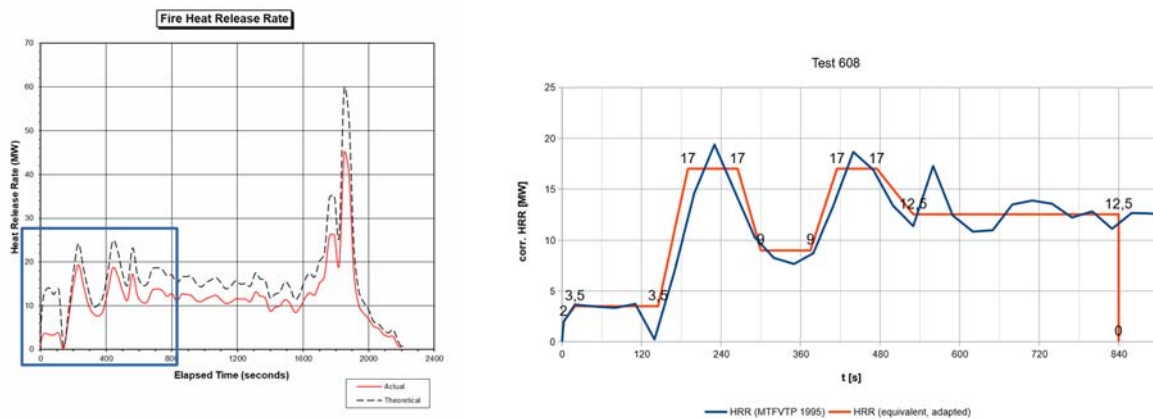 Fire Heat Release Rate
70
60
50
40
30
20
10
0
Heat Release Rate (MW)
0 400 800 1200 1600 2000 2400
Elapsed Time (seconds)
Actual
Theoretical
Test 608
25
20
15
10
5
0
corr. HRR [MW]
2 3,5 3,5 17 17 9 9 17 17 12,5 12,5 0
0 120 240 360 480 600 720 840
t [s]
HRR (MTFVTP 1995) HRR (equivalent, adapted)